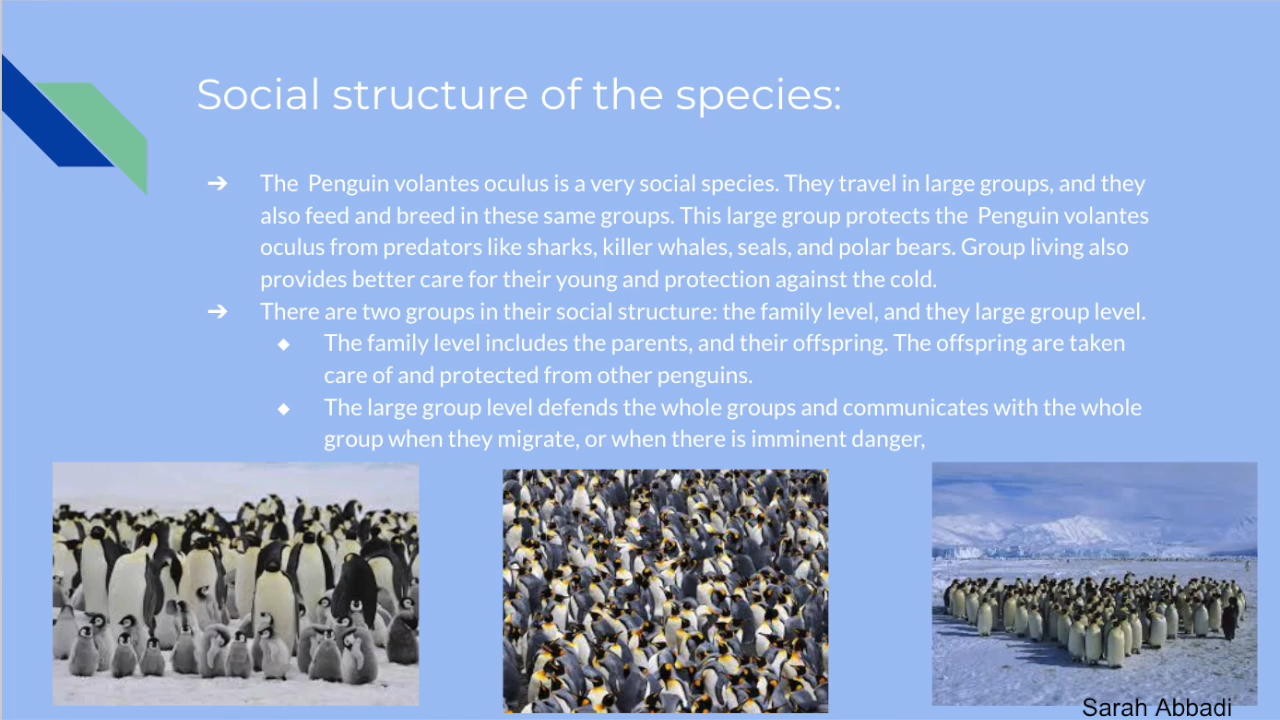 Social structure of the species:
➔ The  Penguin volantes oculus is a very social species. They travel in large groups, and they
also feed and breed in these same groups. This large group protects the  Penguin volantes
oculus from predators like sharks, killer whales, seals, and polar bears. Group living also
provides better care for their young and protection against the cold.
➔ There are two groups in their social structure: the family level, and they large group level.
◆ The family level includes the parents, and their offspring. The offspring are taken
care of and protected from other penguins.
◆ The large group level defends the whole groups and communicates with the whole
group when they migrate, or when there is imminent danger,
Sarah Abbadi